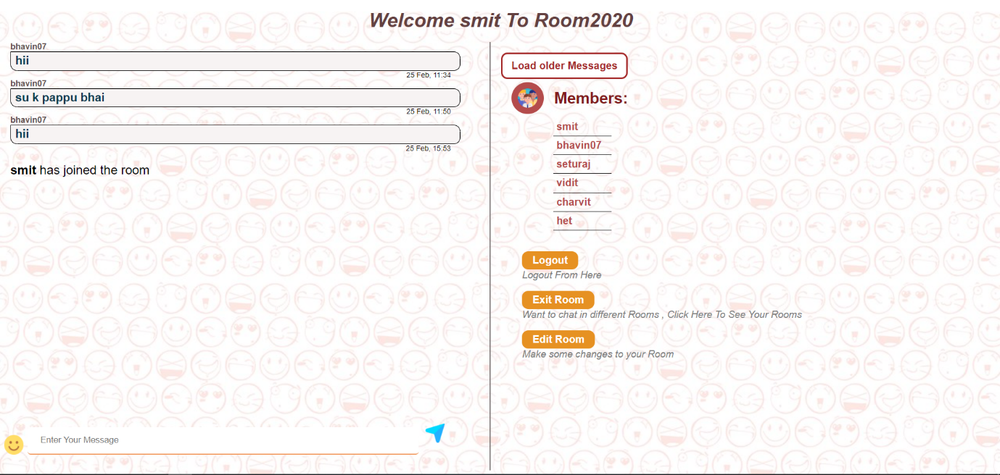 Welcome smit To Room2020
bhavin07
hii
25 Feb, 11:34
bhavin07
su k pappu bhai
25 Feb, 11:50
bhavin07
hii
25 Feb, 15:53
smit has joined the room
Enter Your Message
Load older Messages
Members:
smit
bhavin07
seturaj
vidit
charvit
het
Logout
Logout From Here
Exit Room
Want to chat in different Rooms , Click Here To See Your Rooms
Edit Room
Make some changes to your Room